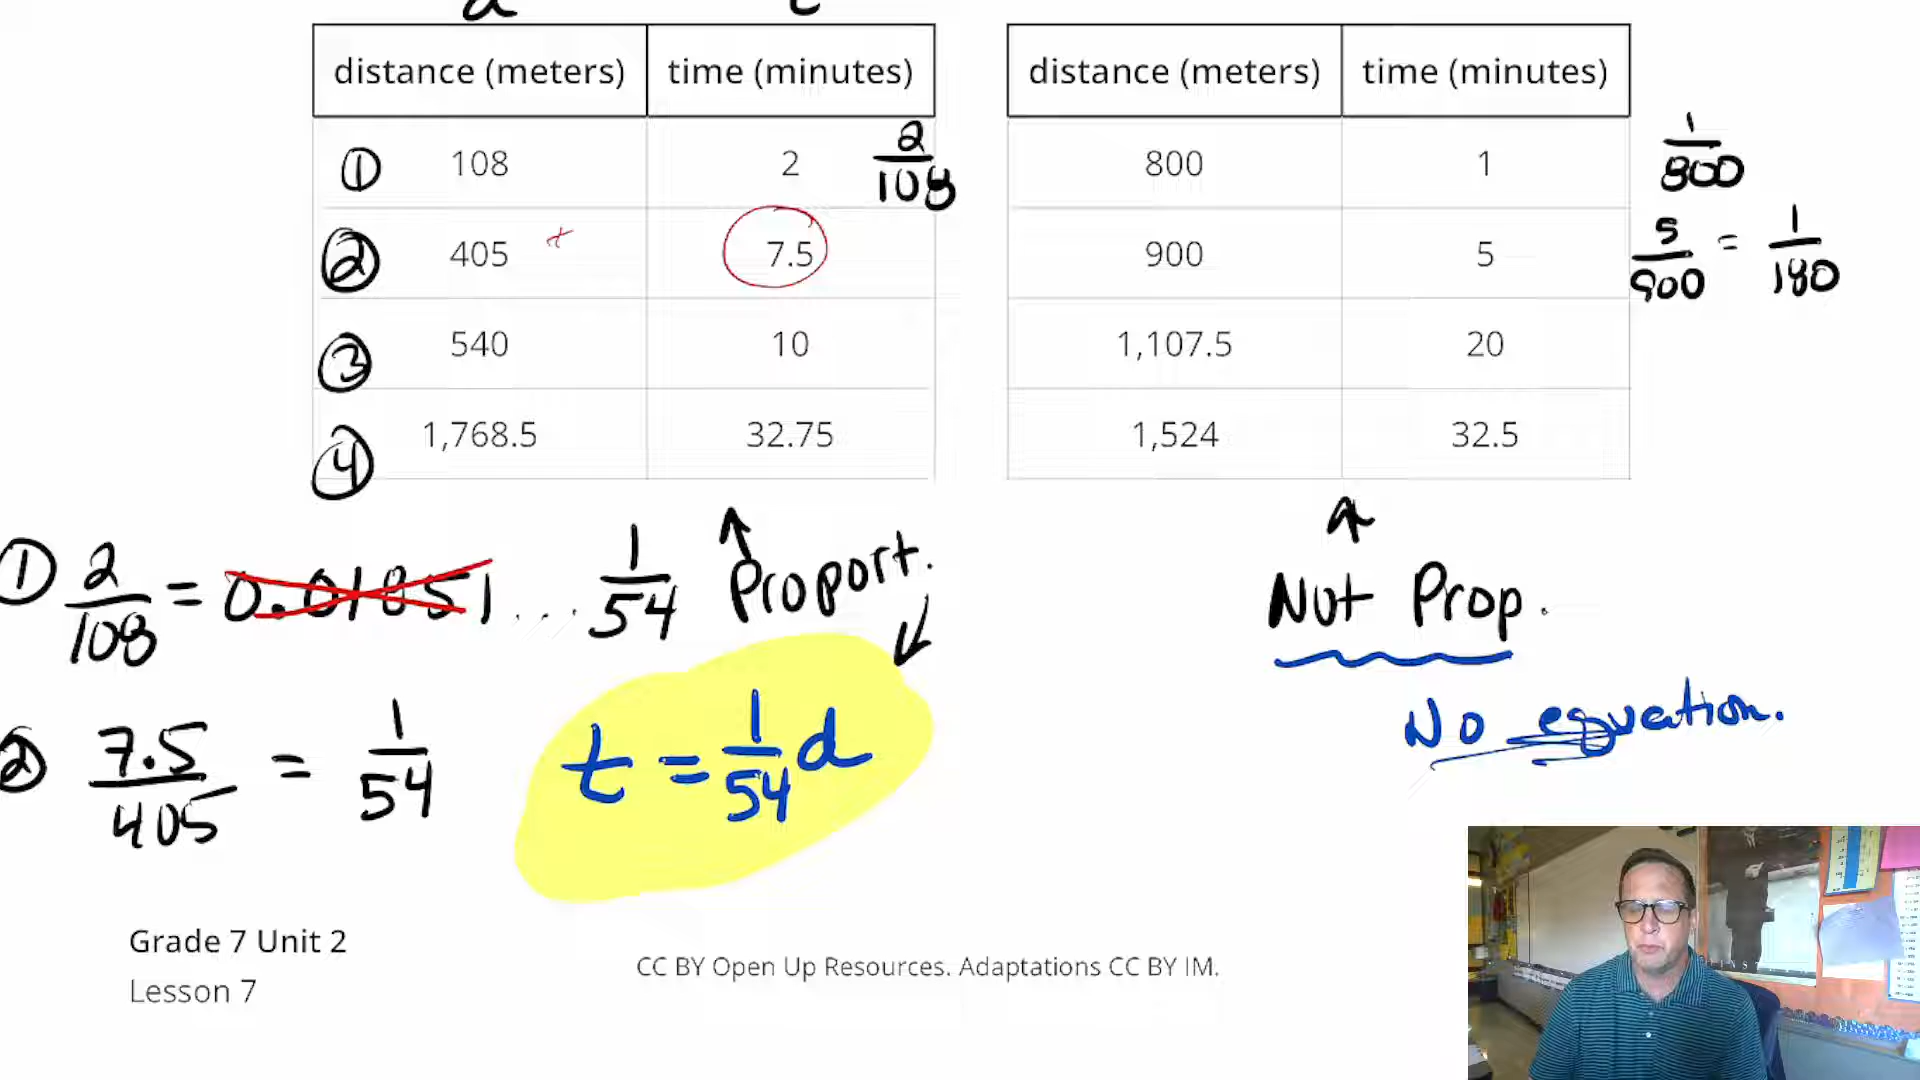 d t
distance (meters) time (minutes) distance (meters) time (minutes)
① 108 2 2/108 800 1 1/800
② 405 7.5 900 5 5/900 = 1/180
③ 540 10 1,107.5 20
④ 1,768.5 32.75 1,524 32.5
① 2/108 = 0.01851... 1/54 Proport. Not Prop.
② 7.5/405 = 1/54 t = 1/54 d No equation.
Grade 7 Unit 2
Lesson 7
CC BY Open Up Resources. Adaptations CC BY IM.